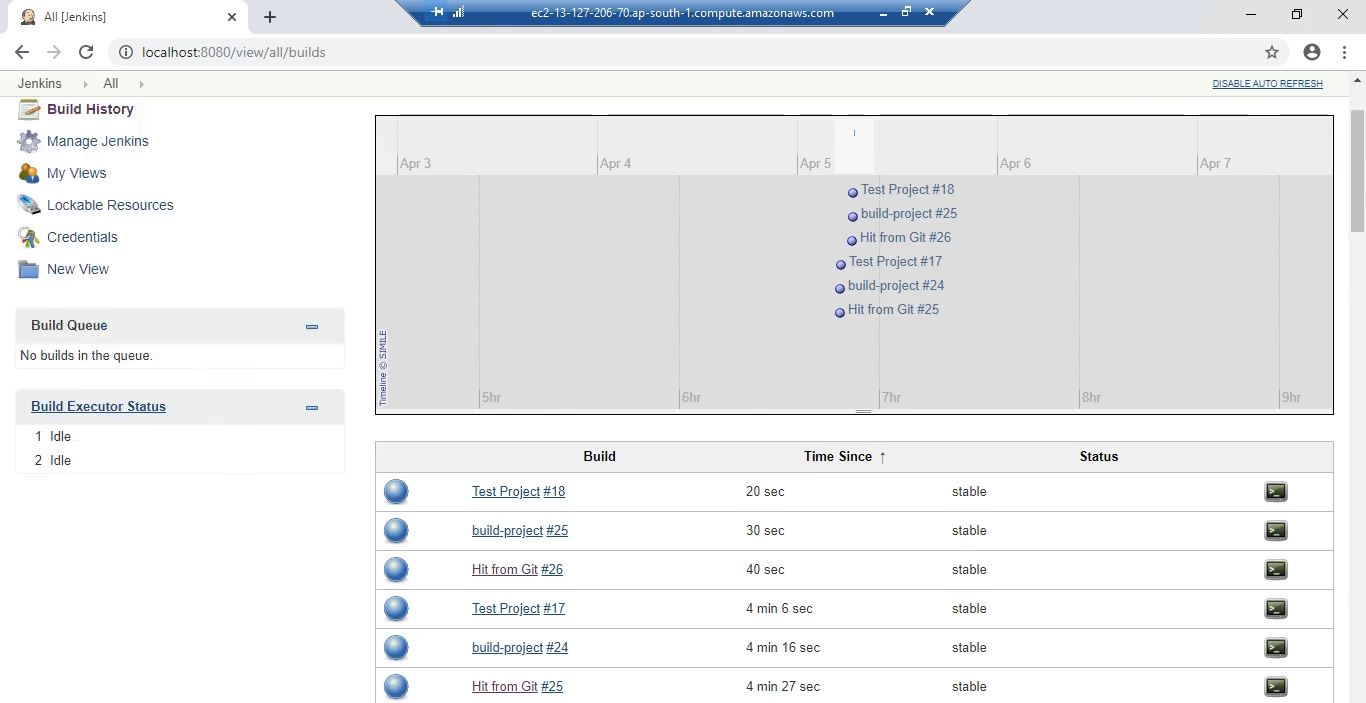 All [Jenkins]
ec2-13-127-206-70.ap-south-1.compute.amazonaws.com
localhost:8080/view/all/builds
Jenkins All
DISABLE AUTO REFRESH
Build History
Manage Jenkins
My Views
Lockable Resources
Credentials
New View
Build Queue
No builds in the queue.
Build Executor Status
1 Idle
2 Idle
Apr 3 Apr 4 Apr 5 Apr 6 Apr 7
Test Project #18
build-project #25
Hit from Git #26
Test Project #17
build-project #24
Hit from Git #25
Timeline © SIMILE
5hr 6hr 7hr 8hr 9hr
Build Time Since ↑ Status
Test Project #18 20 sec stable
build-project #25 30 sec stable
Hit from Git #26 40 sec stable
Test Project #17 4 min 6 sec stable
build-project #24 4 min 16 sec stable
Hit from Git #25 4 min 27 sec stable